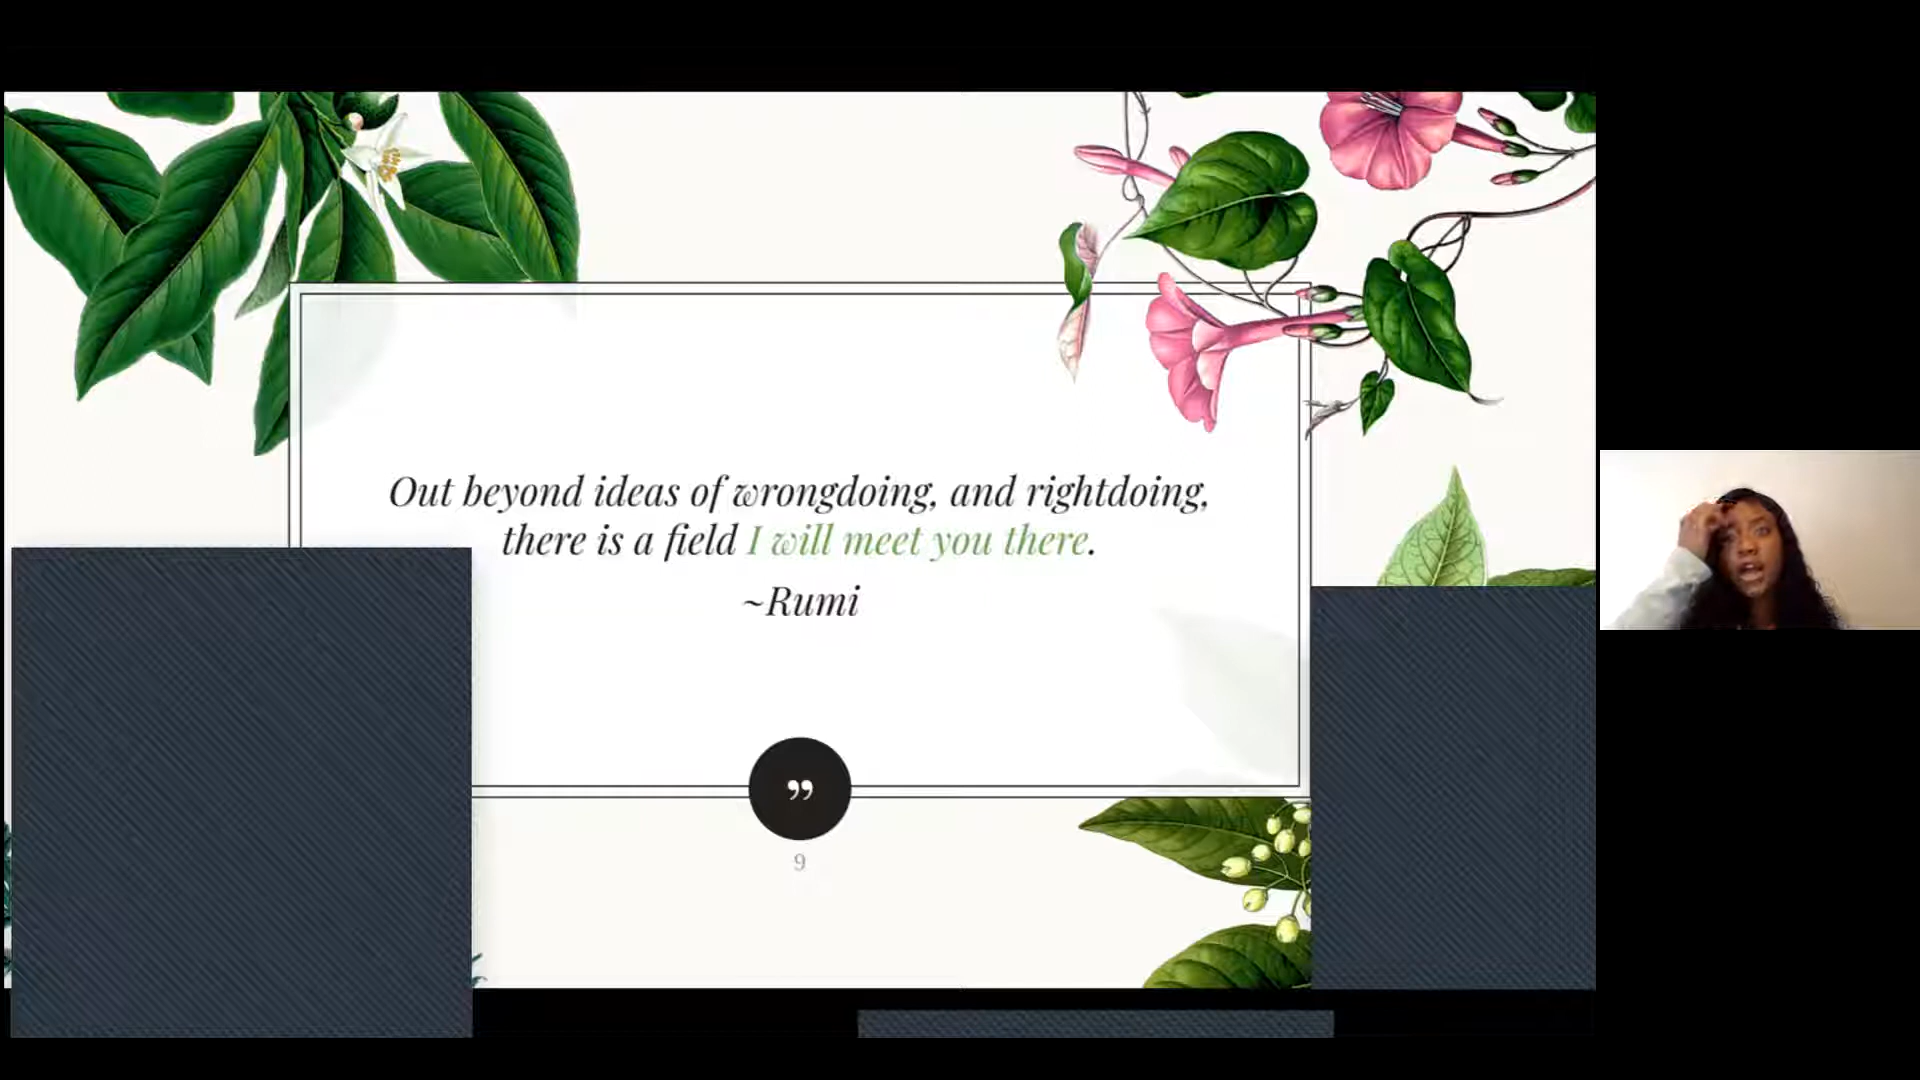 Out beyond ideas of wrongdoing, and rightdoing,
there is a field I will meet you there.
~Rumi
”
9